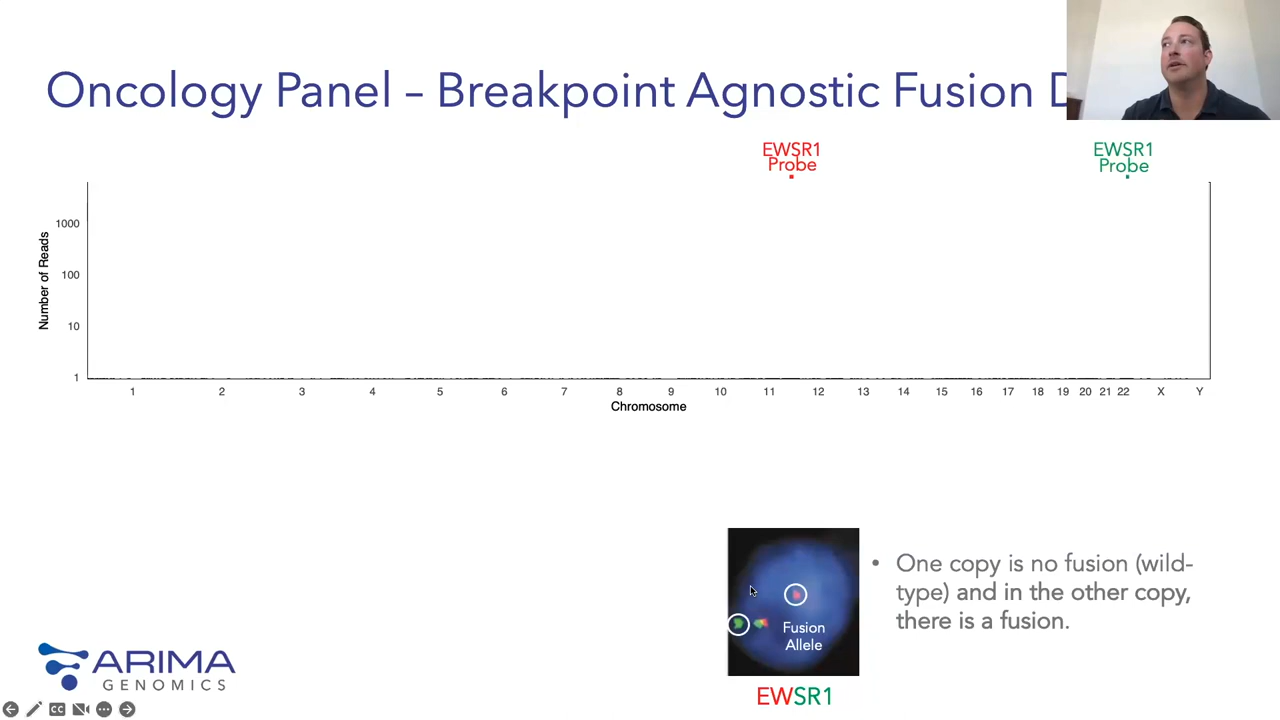 Oncology Panel – Breakpoint Agnostic Fusion
EWSR1
Probe
EWSR1
Probe
Number of Reads
1000
100
10
1
1 2 3 4 5 6 7 8 9 10 11 12 13 14 15 16 17 18 19 20 21 22 X Y
Chromosome
Fusion
Allele
EWSR1
• One copy is no fusion (wild-
type) and in the other copy,
there is a fusion.
ARIMA
GENOMICS
CC